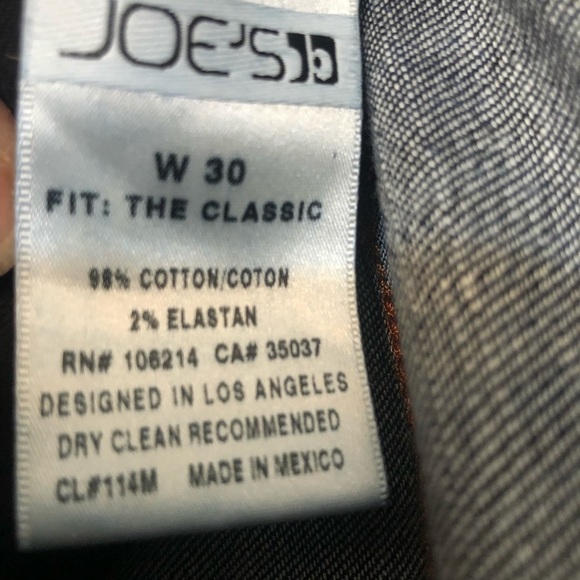 JOE'S
W 30
FIT: THE CLASSIC
98% COTTON/COTON
2% ELASTAN
RN# 106214 CA# 35037
DESIGNED IN LOS ANGELES
DRY CLEAN RECOMMENDED
CL#114M MADE IN MEXICO